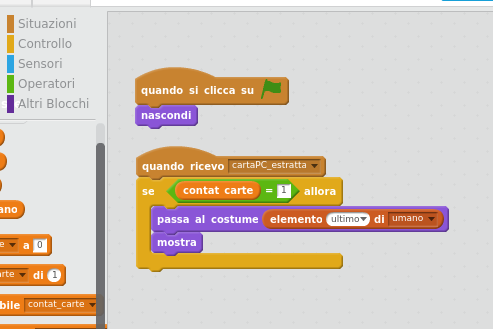 Situazioni
Controllo
Sensori
Operatori
Altri Blocchi
ano
a 0
arte di 1
bile contat_carte
quando si clicca su
nascondi
quando ricevo cartaPC_estratta
se contat carte = 1 allora
passa al costume elemento ultimo di umano
mostra